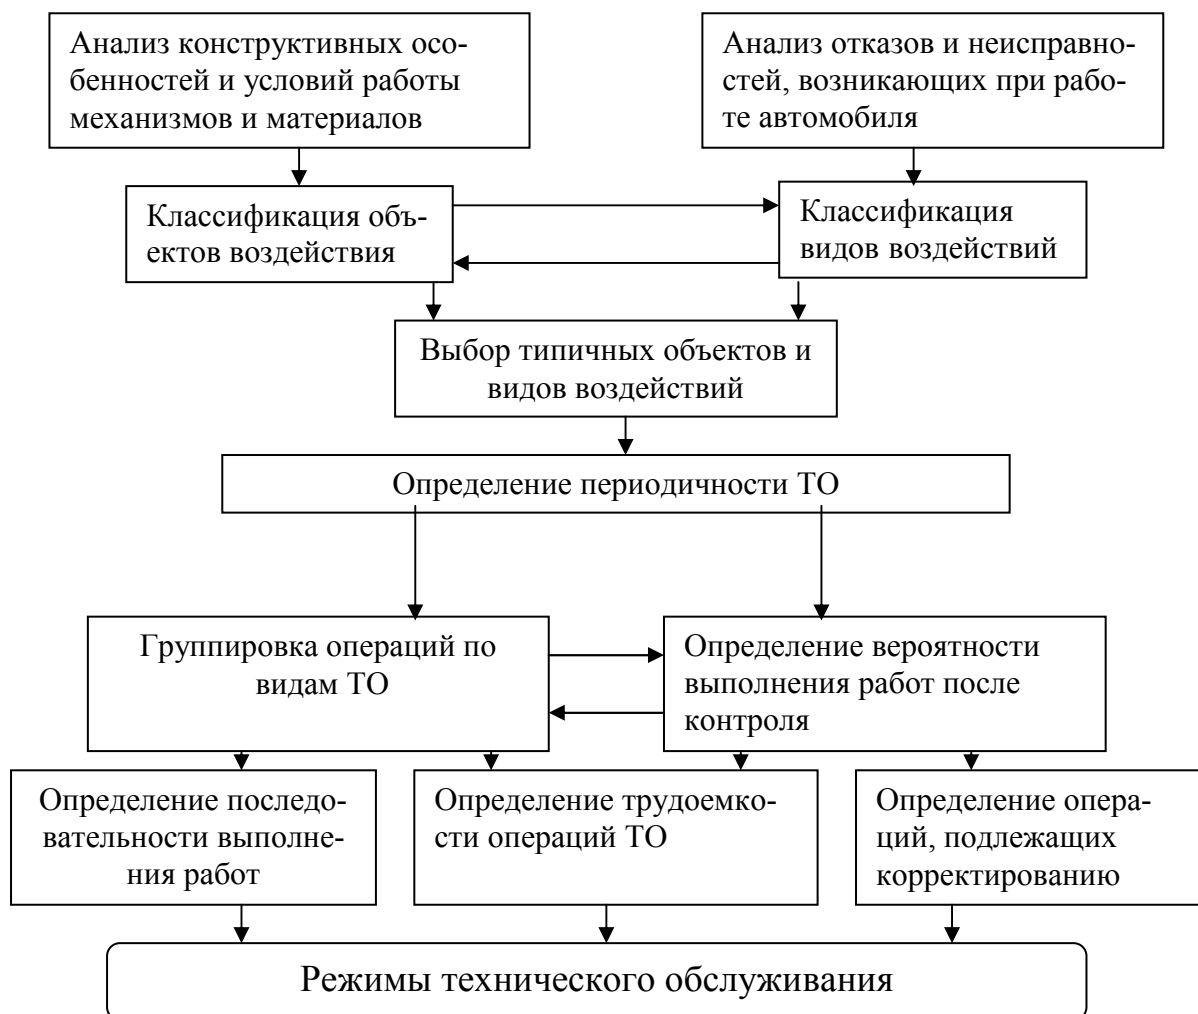 Анализ конструктивных осо-
бенностей и условий работы
механизмов и материалов
Анализ отказов и неисправно-
стей, возникающих при рабо-
те автомобиля
Классификация объ-
ектов воздействия
Классификация
видов воздействий
Выбор типичных объектов и
видов воздействий
Определение периодичности ТО
Группировка операций по
видам ТО
Определение вероятности
выполнения работ после
контроля
Определение последо-
вательности выполне-
ния работ
Определение трудоемко-
сти операций ТО
Определение опера-
ций, подлежащих
корректированию
Режимы технического обслуживания